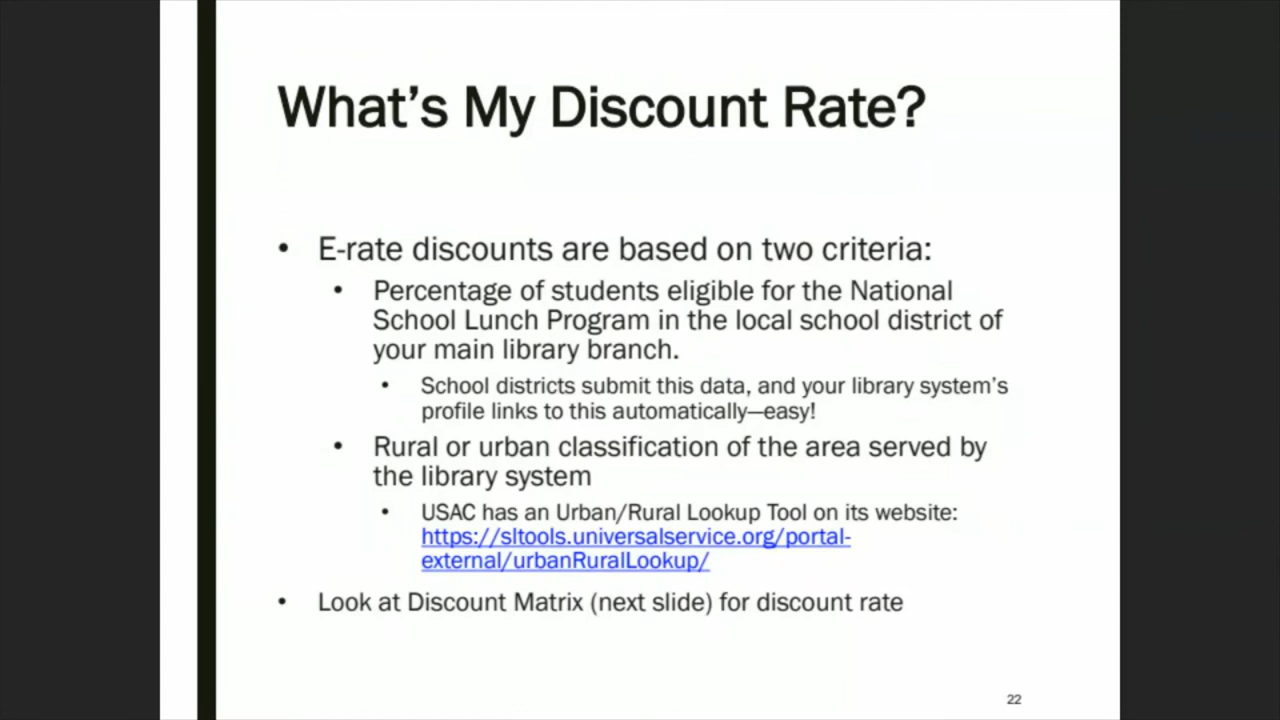 What's My Discount Rate?
• E-rate discounts are based on two criteria:
• Percentage of students eligible for the National
School Lunch Program in the local school district of
your main library branch.
• School districts submit this data, and your library system's
profile links to this automatically—easy!
• Rural or urban classification of the area served by
the library system
• USAC has an Urban/Rural Lookup Tool on its website:
https://sltools.universalservice.org/portal-
external/urbanRuralLookup/
• Look at Discount Matrix (next slide) for discount rate
22